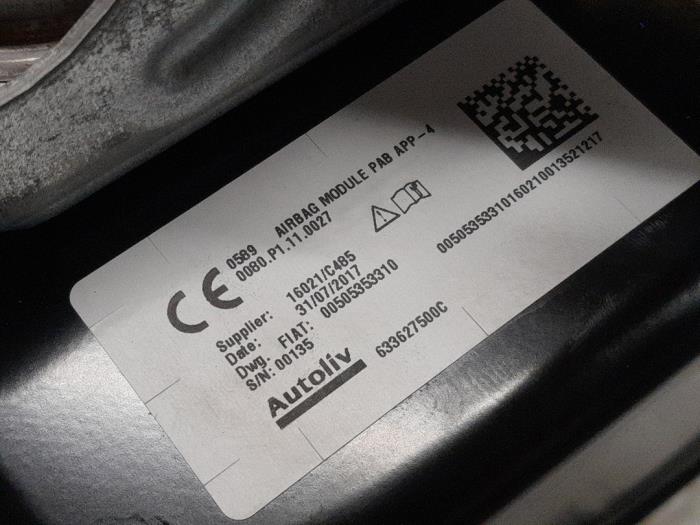 CE 0589 AIRBAG MODULE PAB APP-4
0080.P1.11.0027
Supplier: 16021/C485
Date: 31/07/2017
Dwg. FIAT: 00505353310
S/N: 00135
Autoliv 633627500C
00505353310160210013521217